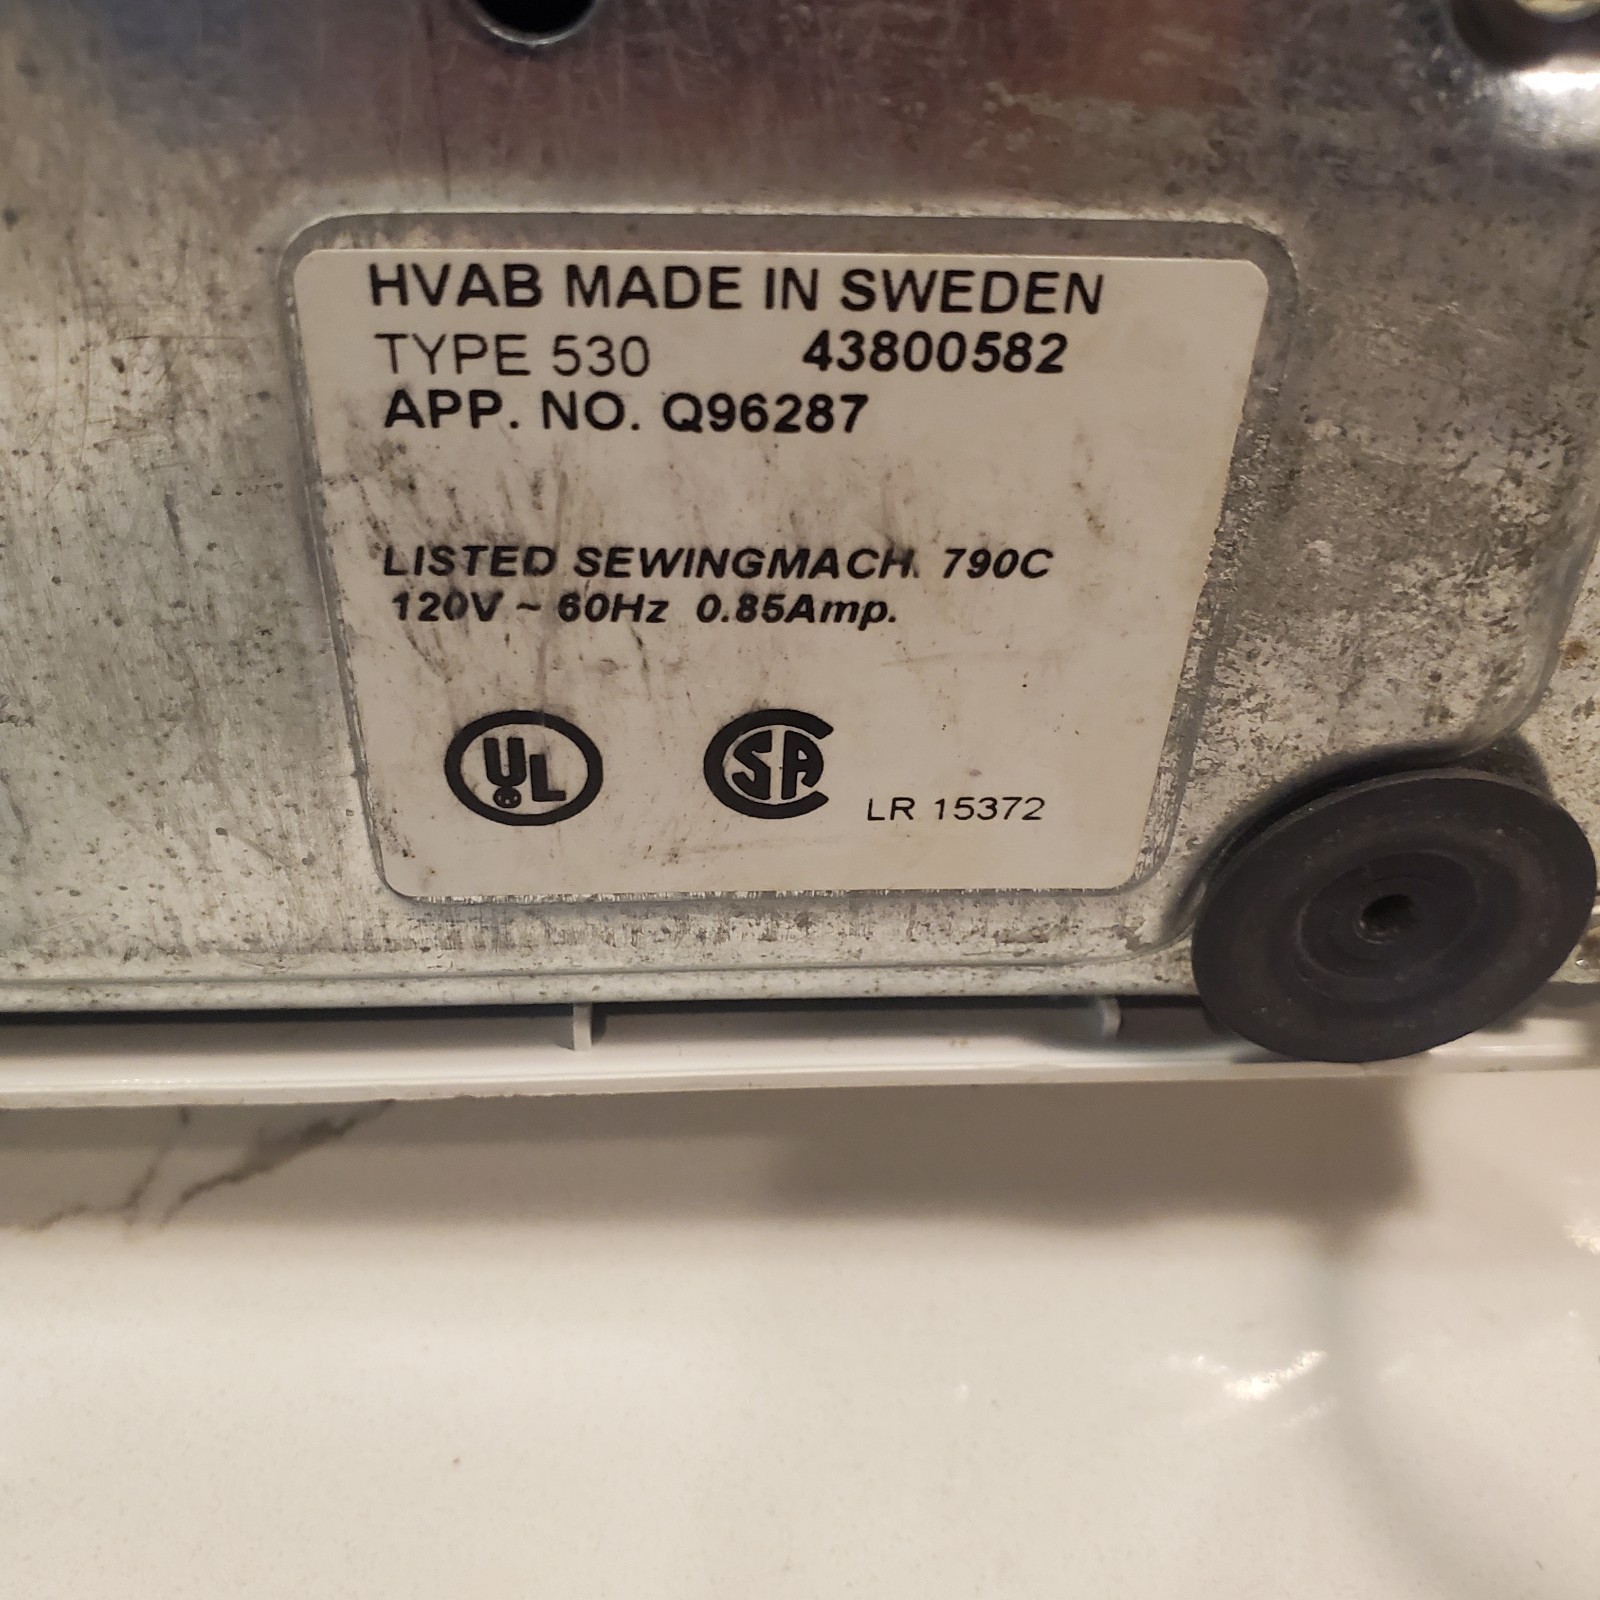 HVAB MADE IN SWEDEN
TYPE 530 43800582
APP. NO. Q96287
LISTED SEWINGMACH. 790C
120V ~ 60Hz 0.85Amp.
UL SA LR 15372